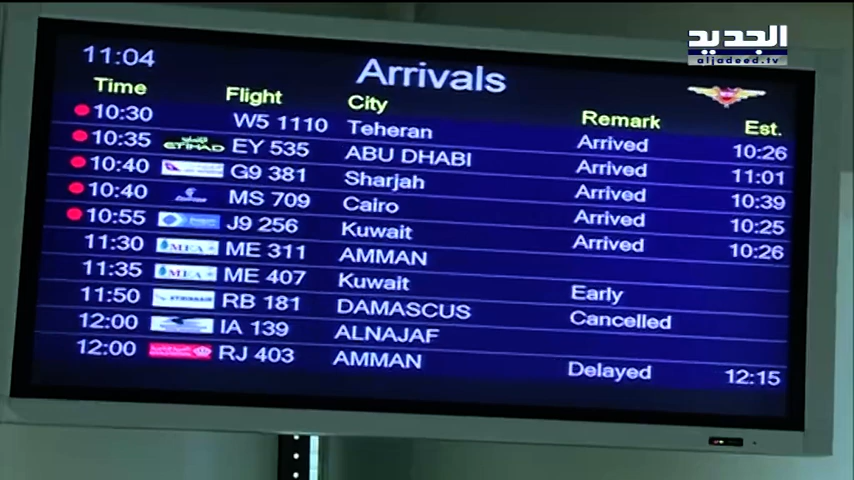 الجديد
aljadeed.tv
11:04 Arrivals
Time Flight City Remark Est.
10:30 W5 1110 Teheran Arrived 10:26
10:35 ETIHAD EY 535 ABU DHABI Arrived 11:01
10:40 G9 381 Sharjah Arrived 10:39
10:40 MS 709 Cairo Arrived 10:25
10:55 J9 256 Kuwait Arrived 10:26
11:30 MEA ME 311 AMMAN
11:35 MEA ME 407 Kuwait Early
11:50 RB 181 DAMASCUS Cancelled
12:00 IA 139 ALNAJAF
12:00 RJ 403 AMMAN Delayed 12:15